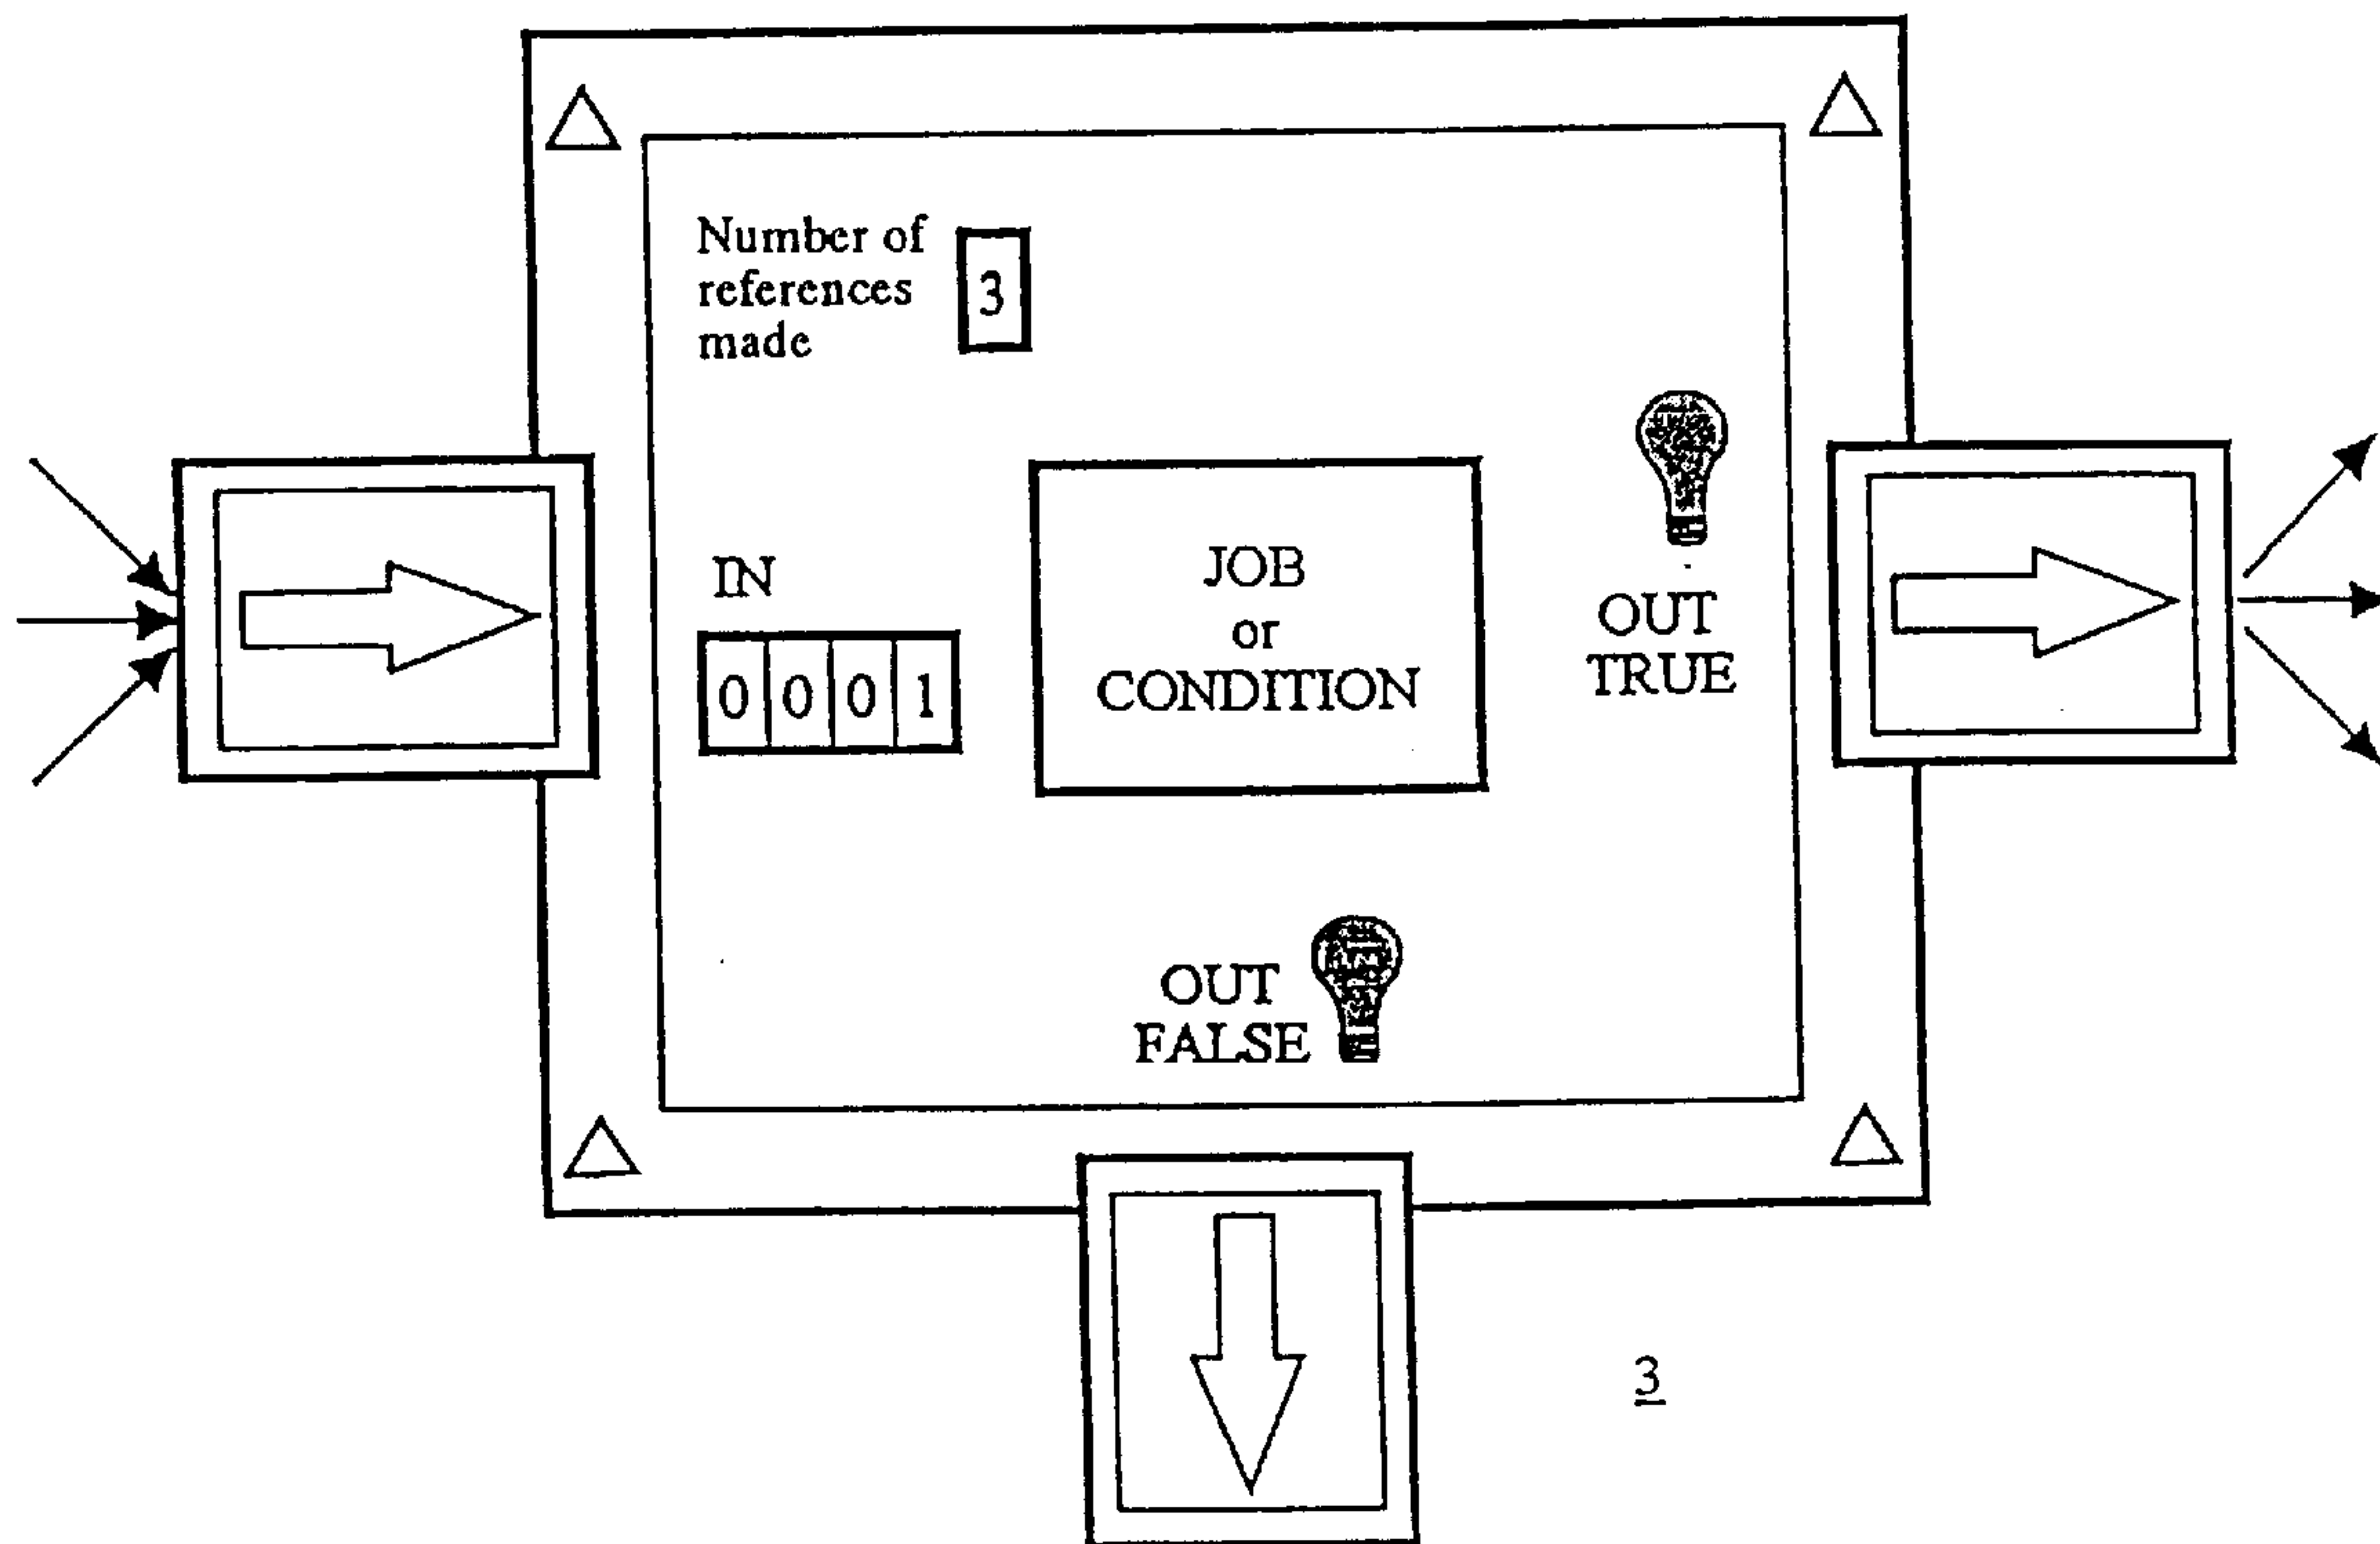 Number of
references
made
3
IN
0 0 0 1
JOB
or
CONDITION
OUT
TRUE
OUT
FALSE
3